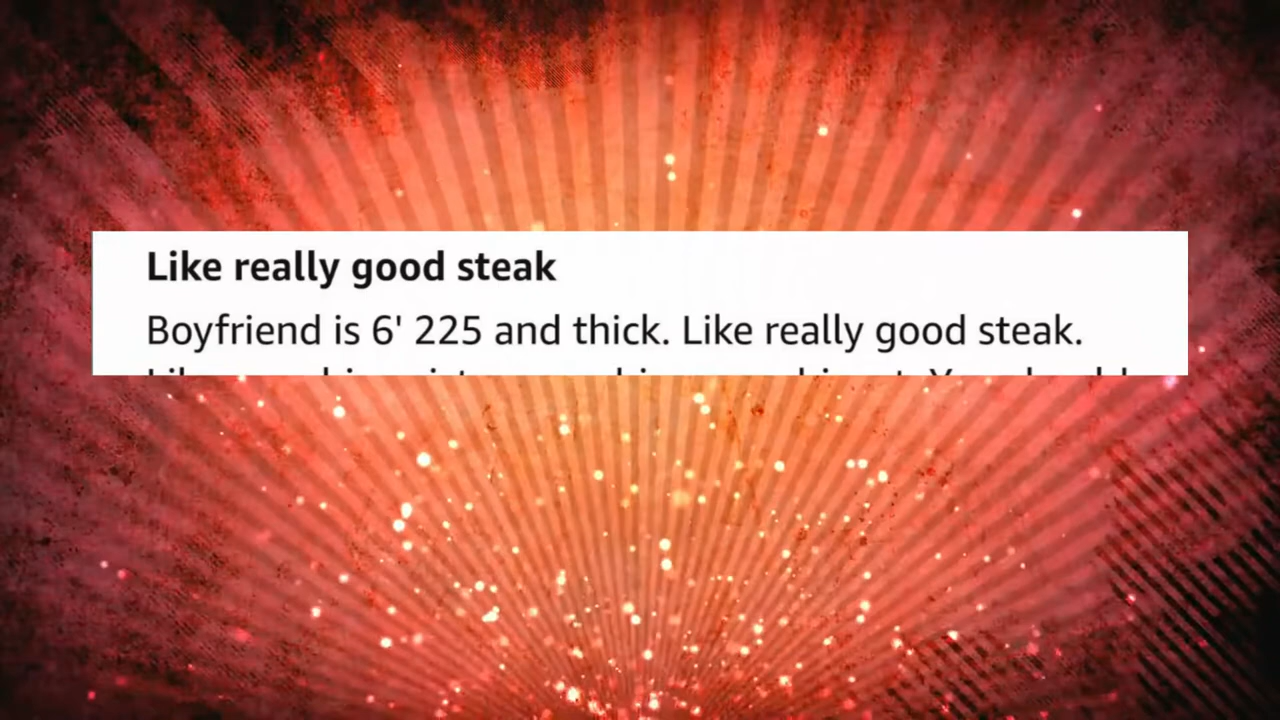 Like really good steak
Boyfriend is 6' 225 and thick. Like really good steak.